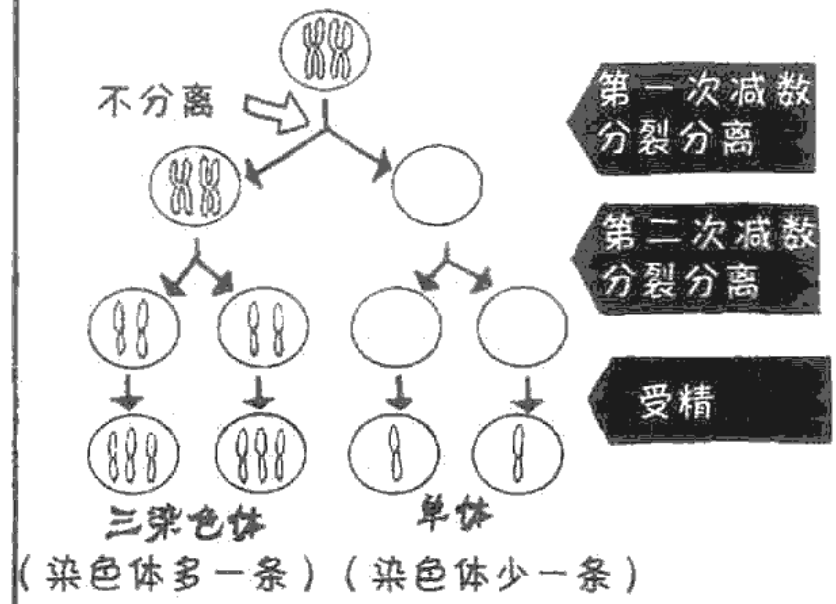 不分离
第一次减数
分裂分离
第二次减数
分裂分离
受精
三染色体
单体
(染色体多一条)
(染色体少一条)